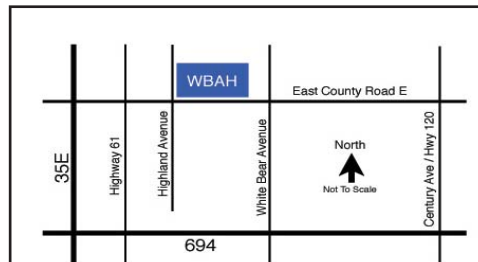 WBAH
East County Road E
35E
Highway 61
Highland Avenue
White Bear Avenue
North
Not To Scale
Century Ave / Hwy 120
694